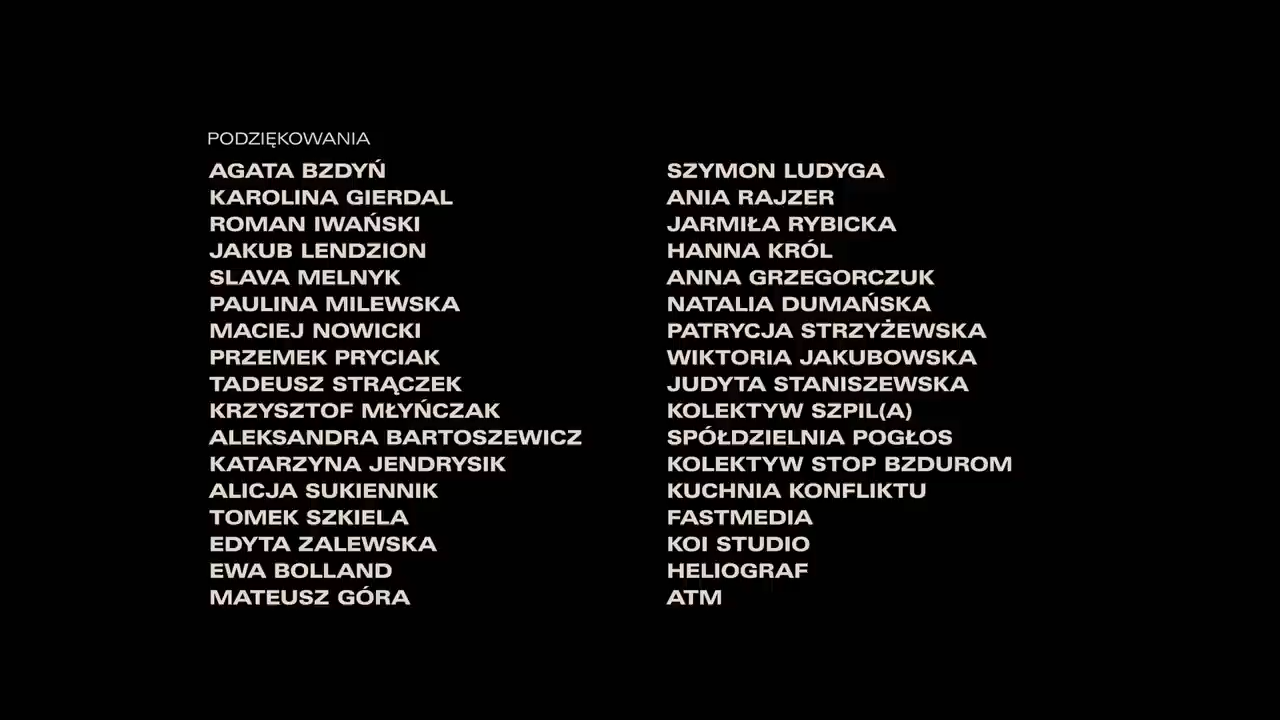 PODZIĘKOWANIA
AGATA BZDYŃ
KAROLINA GIERDAL
ROMAN IWAŃSKI
JAKUB LENDZION
SLAVA MELNYK
PAULINA MILEWSKA
MACIEJ NOWICKI
PRZEMEK PRYCIAK
TADEUSZ STRĄCZEK
KRZYSZTOF MŁYŃCZAK
ALEKSANDRA BARTOSZEWICZ
KATARZYNA JENDRYSIK
ALICJA SUKIENNIK
TOMEK SZKIELA
EDYTA ZALEWSKA
EWA BOLLAND
MATEUSZ GÓRA
SZYMON LUDYGA
ANIA RAJZER
JARMIŁA RYBICKA
HANNA KRÓL
ANNA GRZEGORCZUK
NATALIA DUMAŃSKA
PATRYCJA STRZYŻEWSKA
WIKTORIA JAKUBOWSKA
JUDYTA STANISZEWSKA
KOLEKTYW SZPIL(A)
SPÓŁDZIELNIA POGŁOS
KOLEKTYW STOP BZDUROM
KUCHNIA KONFLIKTU
FASTMEDIA
KOI STUDIO
HELIOGRAF
ATM